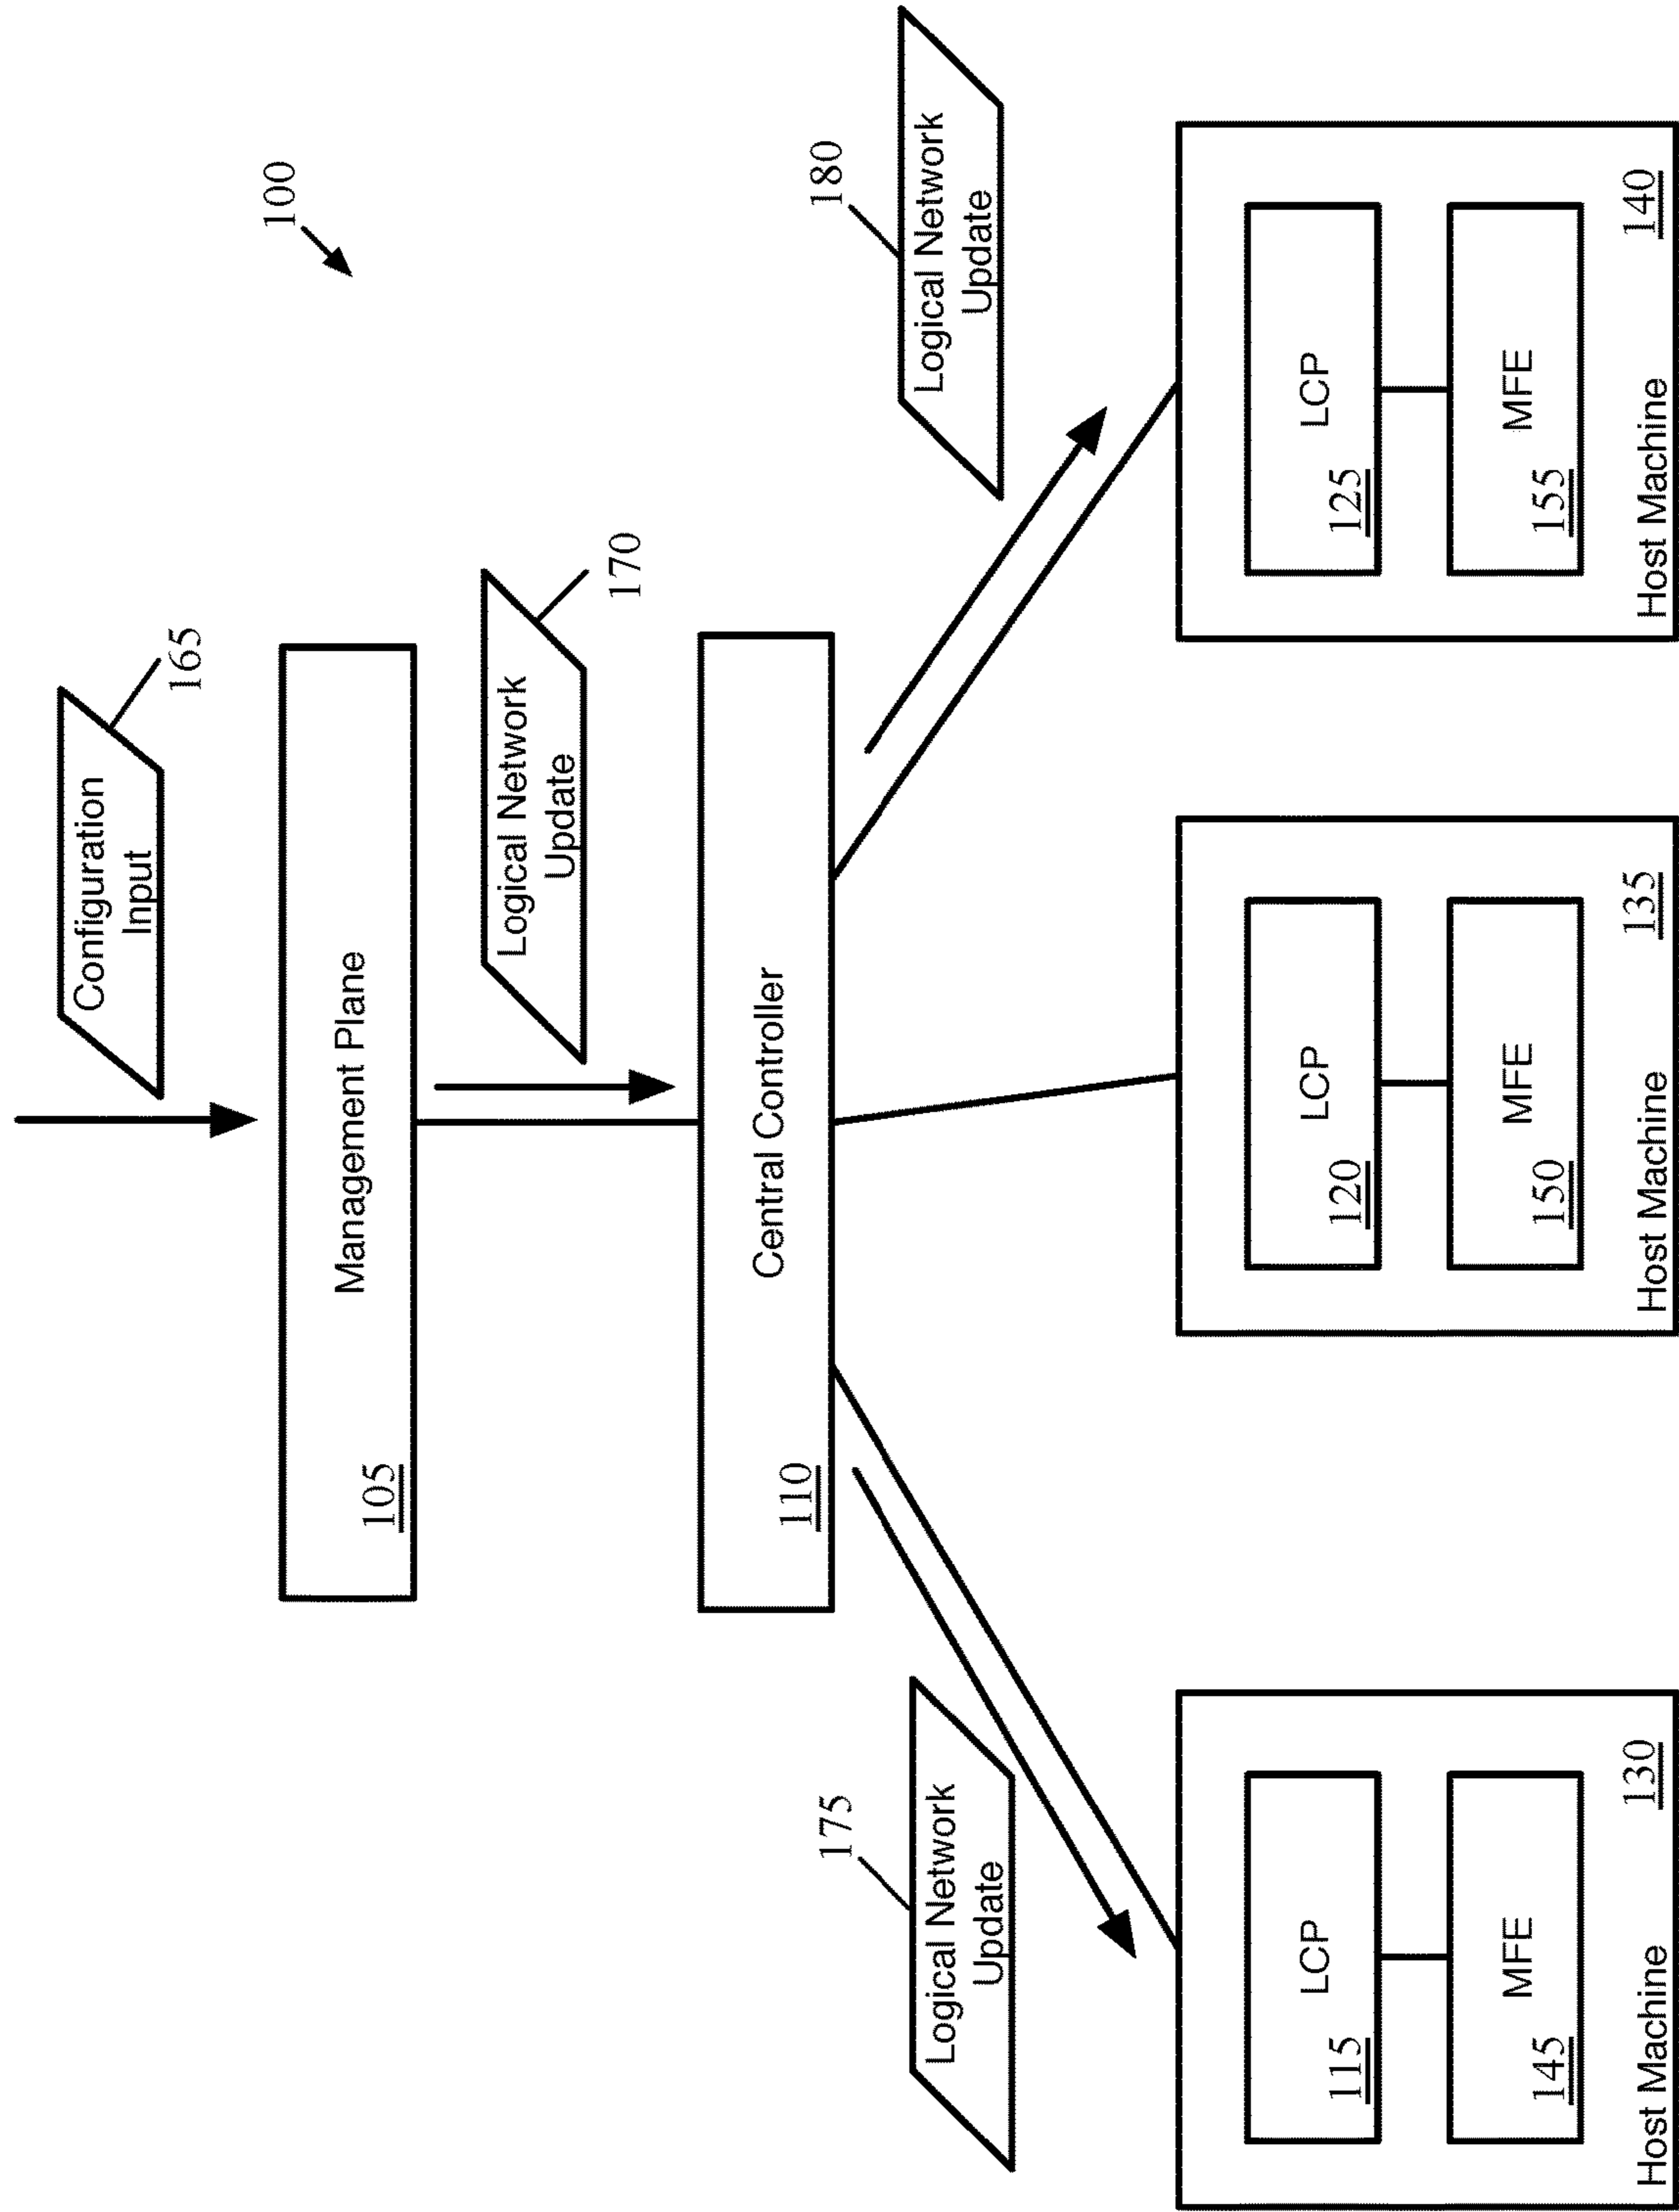 100
Configuration
Input
165
Management Plane
105
Logical Network
Update
170
Central Controller
110
175
Logical Network
Update
180
Logical Network
Update
LCP
115
MFE
145
Host Machine
130
LCP
120
MFE
150
Host Machine
135
LCP
125
MFE
155
Host Machine
140